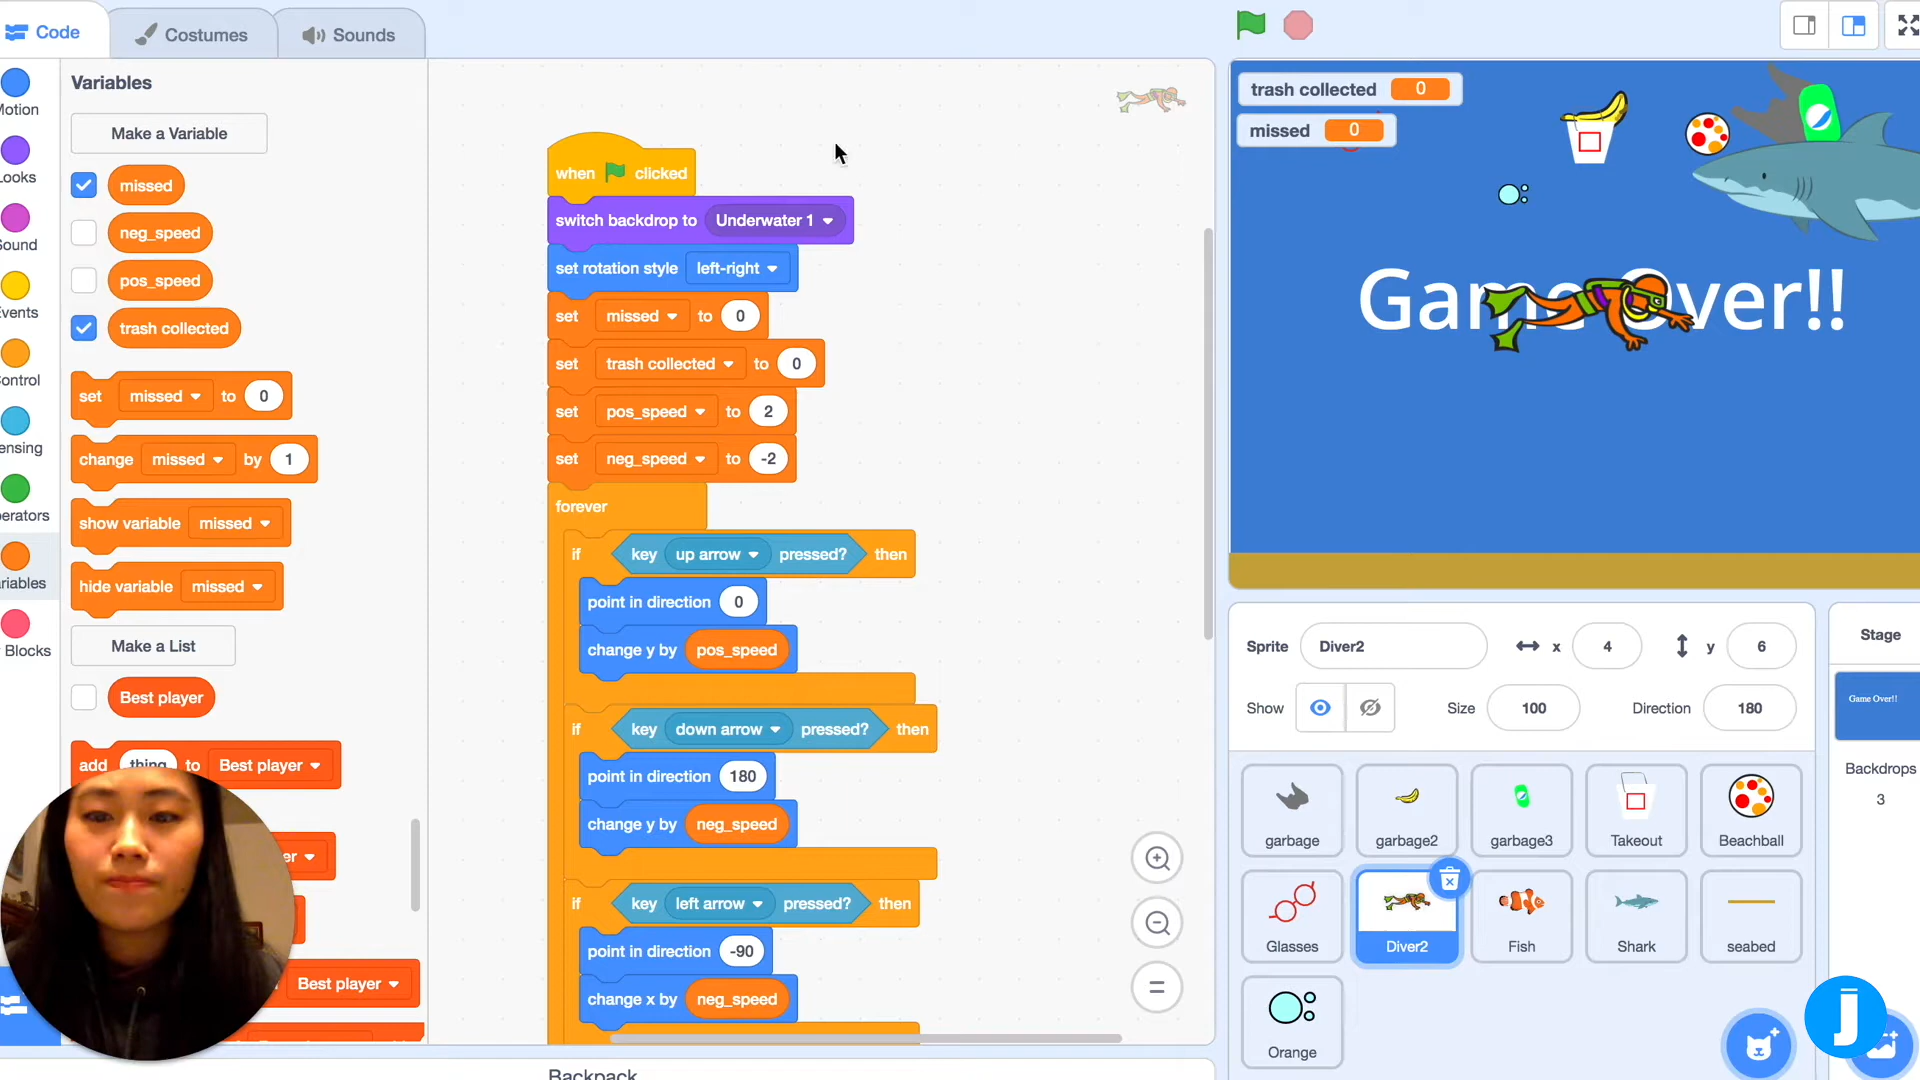 Code
Costumes
Sounds
Motion
Looks
Sound
Events
Control
ensing
perators
ariables
Blocks
Variables
Make a Variable
missed
neg_speed
pos_speed
trash collected
set missed to 0
change missed by 1
show variable missed
hide variable missed
Make a List
Best player
add thing to Best player
er
Best player
when clicked
switch backdrop to Underwater 1
set rotation style left-right
set missed to 0
set trash collected to 0
set pos_speed to 2
set neg_speed to -2
forever
if key up arrow pressed? then
point in direction 0
change y by pos_speed
if key down arrow pressed? then
point in direction 180
change y by neg_speed
if key left arrow pressed? then
point in direction -90
change x by neg_speed
Backpack
trash collected 0
missed 0
Game Over!!
Sprite Diver2 x 4 y 6
Show Size 100 Direction 180
garbage
garbage2
garbage3
Takeout
Beachball
Glasses
Diver2
Fish
Shark
seabed
Orange
Stage
Game Over!!
Backdrops
3
J